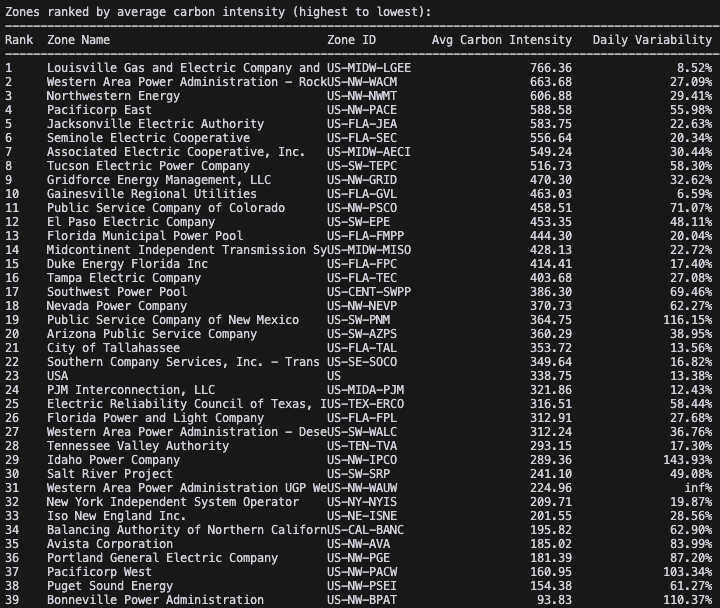 Zones ranked by average carbon intensity (highest to lowest):
Rank Zone Name Zone ID Avg Carbon Intensity Daily Variability
1 Louisville Gas and Electric Company and US-MIDW-LGEE 766.36 8.52%
2 Western Area Power Administration - RockUS-NW-WACM 663.68 27.09%
3 Northwestern Energy US-NW-NWMT 606.88 29.41%
4 Pacificorp East US-NW-PACE 588.58 55.98%
5 Jacksonville Electric Authority US-FLA-JEA 583.75 22.63%
6 Seminole Electric Cooperative US-FLA-SEC 556.64 20.34%
7 Associated Electric Cooperative, Inc. US-MIDW-AECI 549.24 30.44%
8 Tucson Electric Power Company US-SW-TEPC 516.73 58.30%
9 Gridforce Energy Management, LLC US-NW-GRID 470.30 32.62%
10 Gainesville Regional Utilities US-FLA-GVL 463.03 6.59%
11 Public Service Company of Colorado US-NW-PSCO 458.51 71.07%
12 El Paso Electric Company US-SW-EPE 453.35 48.11%
13 Florida Municipal Power Pool US-FLA-FMPP 444.30 20.04%
14 Midcontinent Independent Transmission SyUS-MIDW-MISO 428.13 22.72%
15 Duke Energy Florida Inc US-FLA-FPC 414.41 17.40%
16 Tampa Electric Company US-FLA-TEC 403.68 27.08%
17 Southwest Power Pool US-CENT-SWPP 386.30 69.46%
18 Nevada Power Company US-NW-NEVP 370.73 62.27%
19 Public Service Company of New Mexico US-SW-PNM 364.75 116.15%
20 Arizona Public Service Company US-SW-AZPS 360.29 38.95%
21 City of Tallahassee US-FLA-TAL 353.72 13.56%
22 Southern Company Services, Inc. - Trans US-SE-SOCO 349.64 16.82%
23 USA US 338.75 13.38%
24 PJM Interconnection, LLC US-MIDA-PJM 321.86 12.43%
25 Electric Reliability Council of Texas, IUS-TEX-ERCO 316.51 58.44%
26 Florida Power and Light Company US-FLA-FPL 312.91 27.68%
27 Western Area Power Administration - DeseUS-SW-WALC 312.24 36.76%
28 Tennessee Valley Authority US-TEN-TVA 293.15 17.30%
29 Idaho Power Company US-NW-IPCO 289.36 143.93%
30 Salt River Project US-SW-SRP 241.10 49.08%
31 Western Area Power Administration UGP WeUS-NW-WAUW 224.96 inf%
32 New York Independent System Operator US-NY-NYIS 209.71 19.87%
33 Iso New England Inc. US-NE-ISNE 201.55 28.56%
34 Balancing Authority of Northern CalifornUS-CAL-BANC 195.82 62.90%
35 Avista Corporation US-NW-AVA 185.02 83.99%
36 Portland General Electric Company US-NW-PGE 181.39 87.20%
37 Pacificorp West US-NW-PACW 160.95 103.34%
38 Puget Sound Energy US-NW-PSEI 154.38 61.27%
39 Bonneville Power Administration US-NW-BPAT 93.83 110.37%